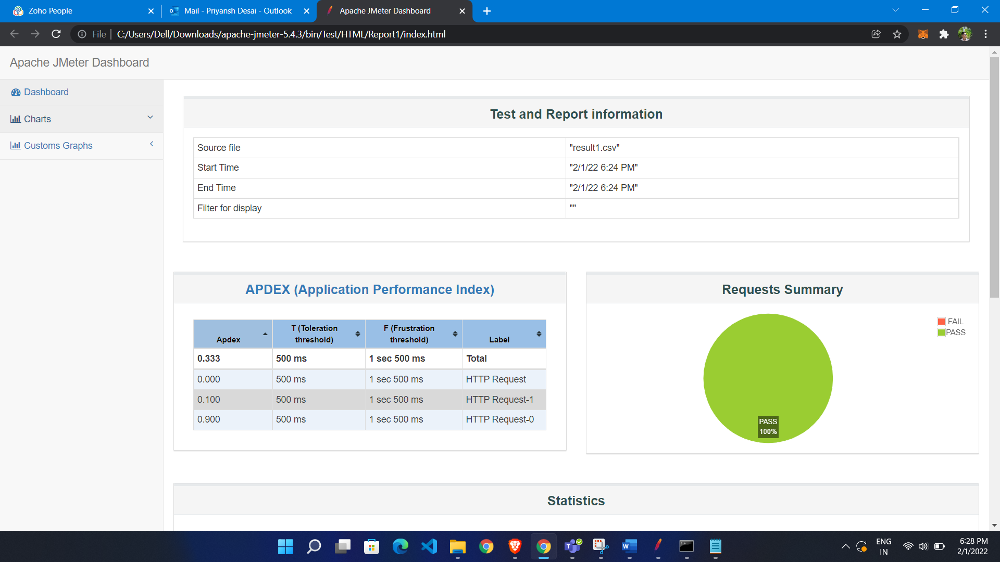 Zoho People
Mail - Priyansh Desai - Outlook
Apache JMeter Dashboard
File | C:/Users/Dell/Downloads/apache-jmeter-5.4.3/bin/Test/HTML/Report1/index.html
Apache JMeter Dashboard
Dashboard
Charts
Customs Graphs
Test and Report information
Source file "result1.csv"
Start Time "2/1/22 6:24 PM"
End Time "2/1/22 6:24 PM"
Filter for display ""
APDEX (Application Performance Index)
Apdex T (Toleration threshold) F (Frustration threshold) Label
0.333 500 ms 1 sec 500 ms Total
0.000 500 ms 1 sec 500 ms HTTP Request
0.100 500 ms 1 sec 500 ms HTTP Request-1
0.900 500 ms 1 sec 500 ms HTTP Request-0
Requests Summary
FAIL
PASS
PASS
100%
Statistics
ENG
IN
6:28 PM
2/1/2022